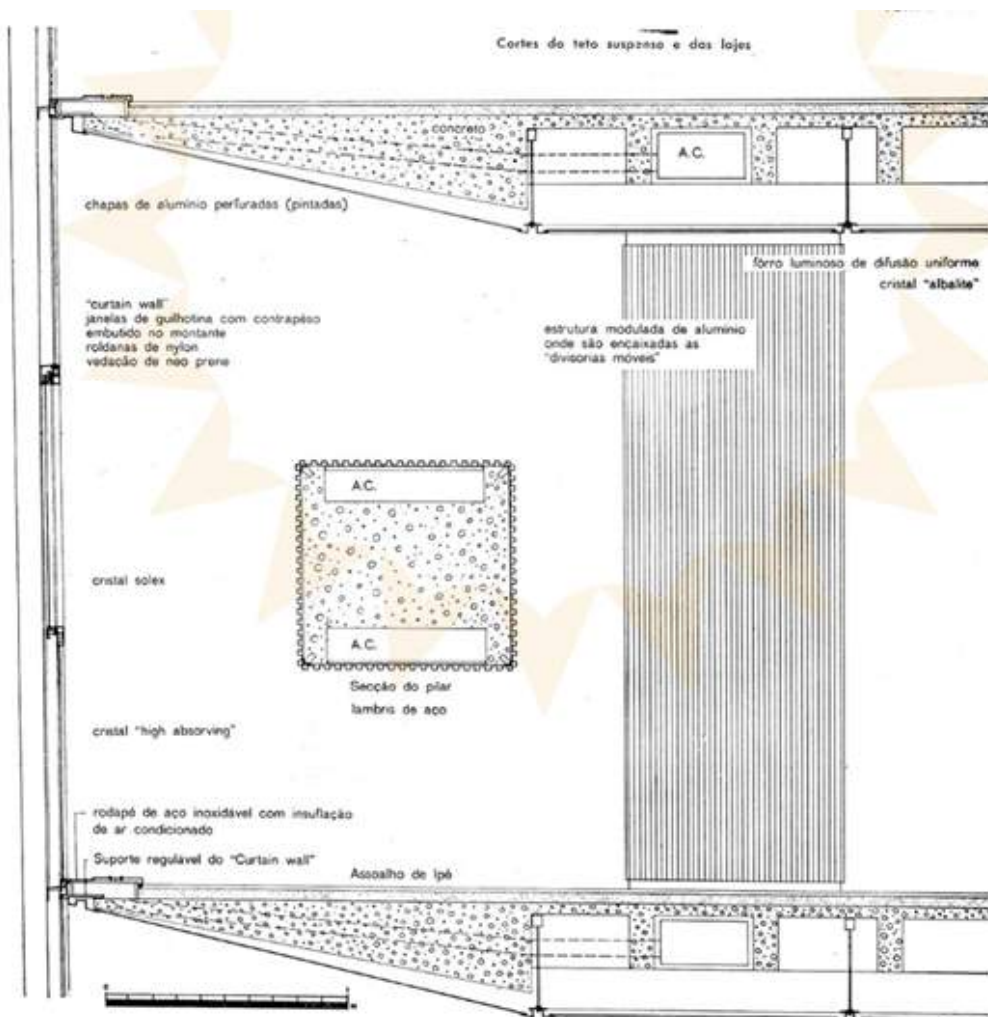 Cortes do teto suspenso e das lajes
concreto
A.C.
chapas de alumínio perfuradas (pintadas)
fôrro luminoso de difusão uniforme
cristal "albalite"
"curtain wall"
janelas de guilhotina com contrapêso
embutido no montante
roldanas de nylon
vedação de neo prene
estrutura modulada de alumínio
onde são encaixadas as
"divisorias móveis"
A.C.
cristal solex
A.C.
Secção do pilar
lambris de aço
cristal "high absorving"
rodapé de aço inoxidável com insuflação
de ar condicionado
Suporte regulável do "Curtain wall"
Assoalho de Ipê